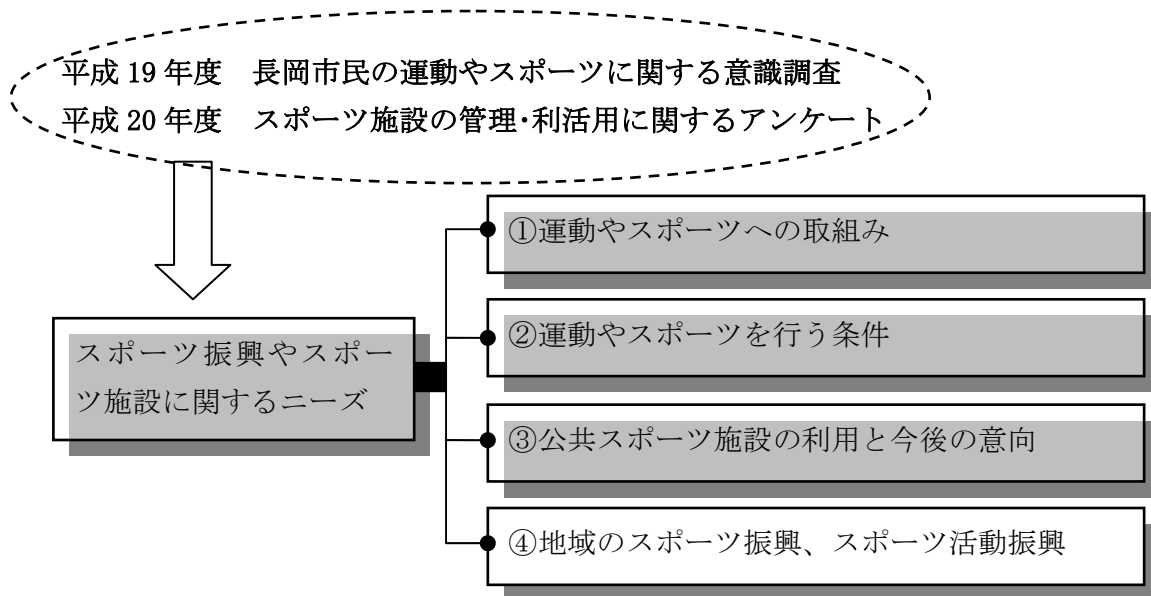 平成 19 年度　長岡市民の運動やスポーツに関する意識調査
平成 20 年度　スポーツ施設の管理・利活用に関するアンケート
①運動やスポーツへの取組み
②運動やスポーツを行う条件
スポーツ振興やスポー
ツ施設に関するニーズ
③公共スポーツ施設の利用と今後の意向
④地域のスポーツ振興、スポーツ活動振興